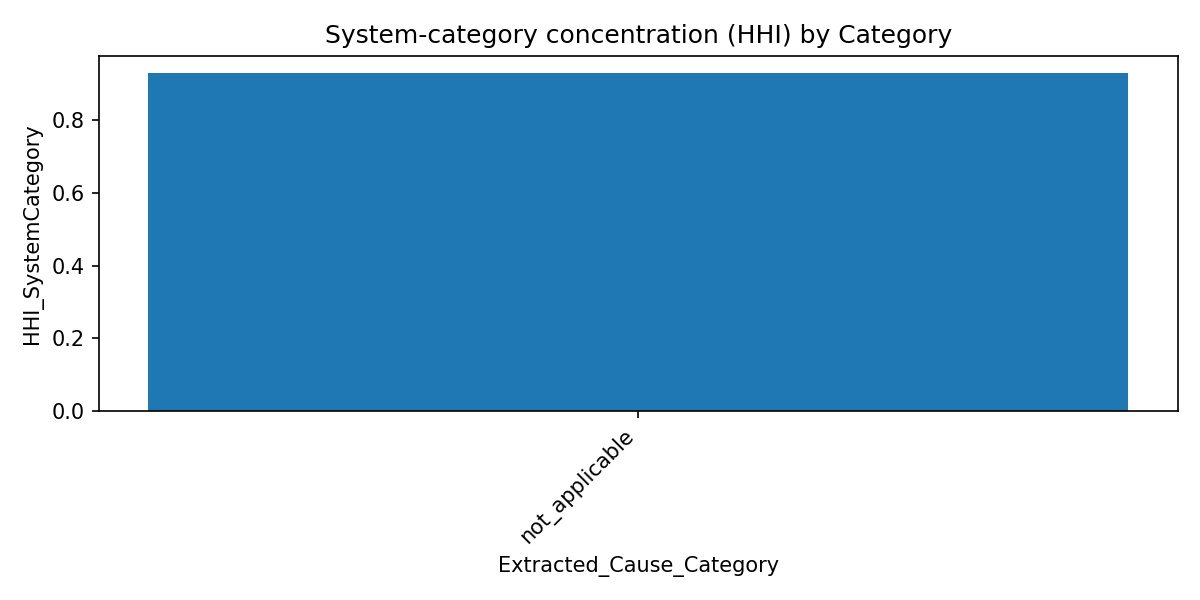 System-category concentration (HHI) by Category
HHI_SystemCategory
0.8
0.6
0.4
0.2
0.0
not_applicable
Extracted_Cause_Category